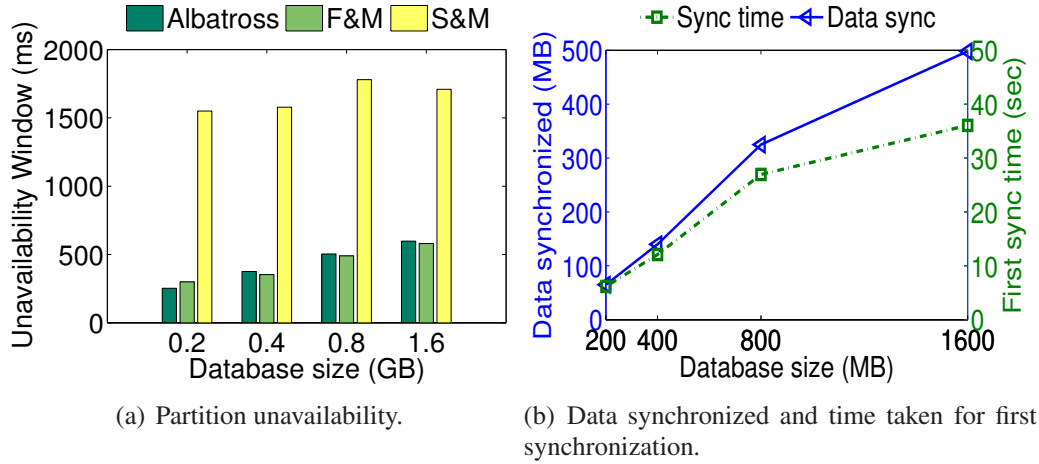 Albatross F&M S&M
Unavailability Window (ms)
2000
1500
1000
500
0
0.2 0.4 0.8 1.6
Database size (GB)
(a) Partition unavailability.
Sync time Data sync
Data synchronized (MB)
500
400
300
200
100
0
First sync time (sec)
50
40
30
20
10
0
200 400 800 1600
Database size (MB)
(b) Data synchronized and time taken for first
synchronization.